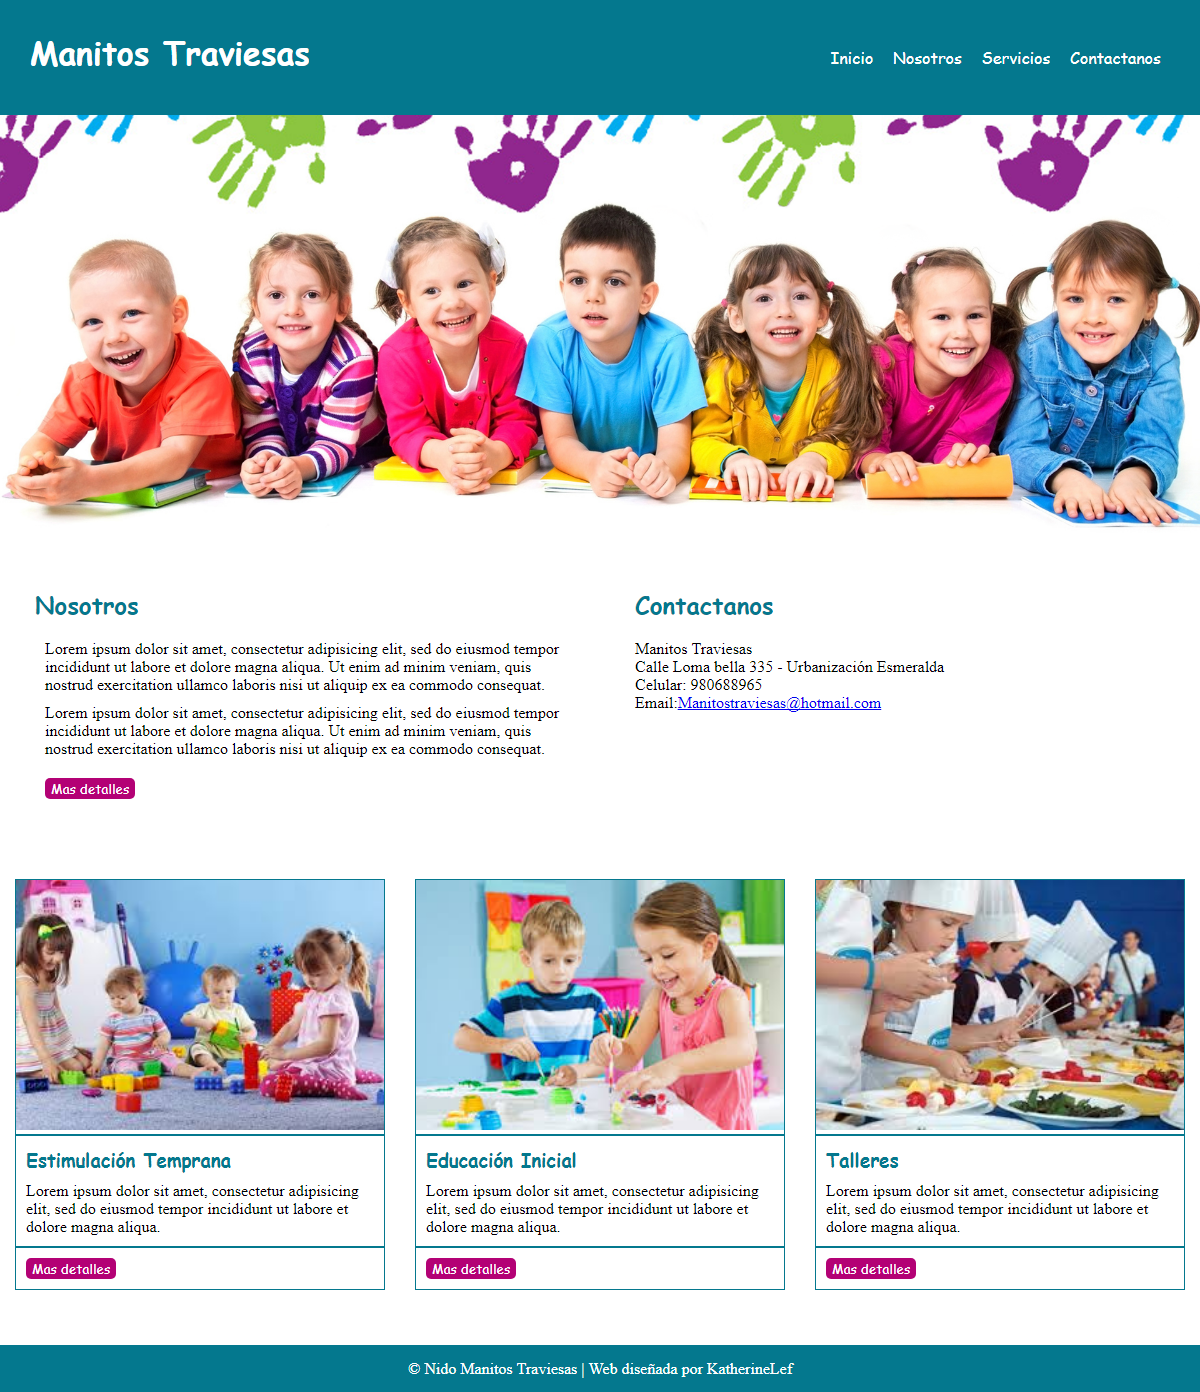 Manitos Traviesas
Inicio Nosotros Servicios Contactanos
Nosotros
Lorem ipsum dolor sit amet, consectetur adipisicing elit, sed do eiusmod tempor
incididunt ut labore et dolore magna aliqua. Ut enim ad minim veniam, quis
nostrud exercitation ullamco laboris nisi ut aliquip ex ea commodo consequat.
Lorem ipsum dolor sit amet, consectetur adipisicing elit, sed do eiusmod tempor
incididunt ut labore et dolore magna aliqua. Ut enim ad minim veniam, quis
nostrud exercitation ullamco laboris nisi ut aliquip ex ea commodo consequat.
Mas detalles
Contactanos
Manitos Traviesas
Calle Loma bella 335 - Urbanización Esmeralda
Celular: 980688965
Email:Manitostraviesas@hotmail.com
Estimulación Temprana
Lorem ipsum dolor sit amet, consectetur adipisicing
elit, sed do eiusmod tempor incididunt ut labore et
dolore magna aliqua.
Mas detalles
Educación Inicial
Lorem ipsum dolor sit amet, consectetur adipisicing
elit, sed do eiusmod tempor incididunt ut labore et
dolore magna aliqua.
Mas detalles
Talleres
Lorem ipsum dolor sit amet, consectetur adipisicing
elit, sed do eiusmod tempor incididunt ut labore et
dolore magna aliqua.
Mas detalles
© Nido Manitos Traviesas | Web diseñada por KatherineLef